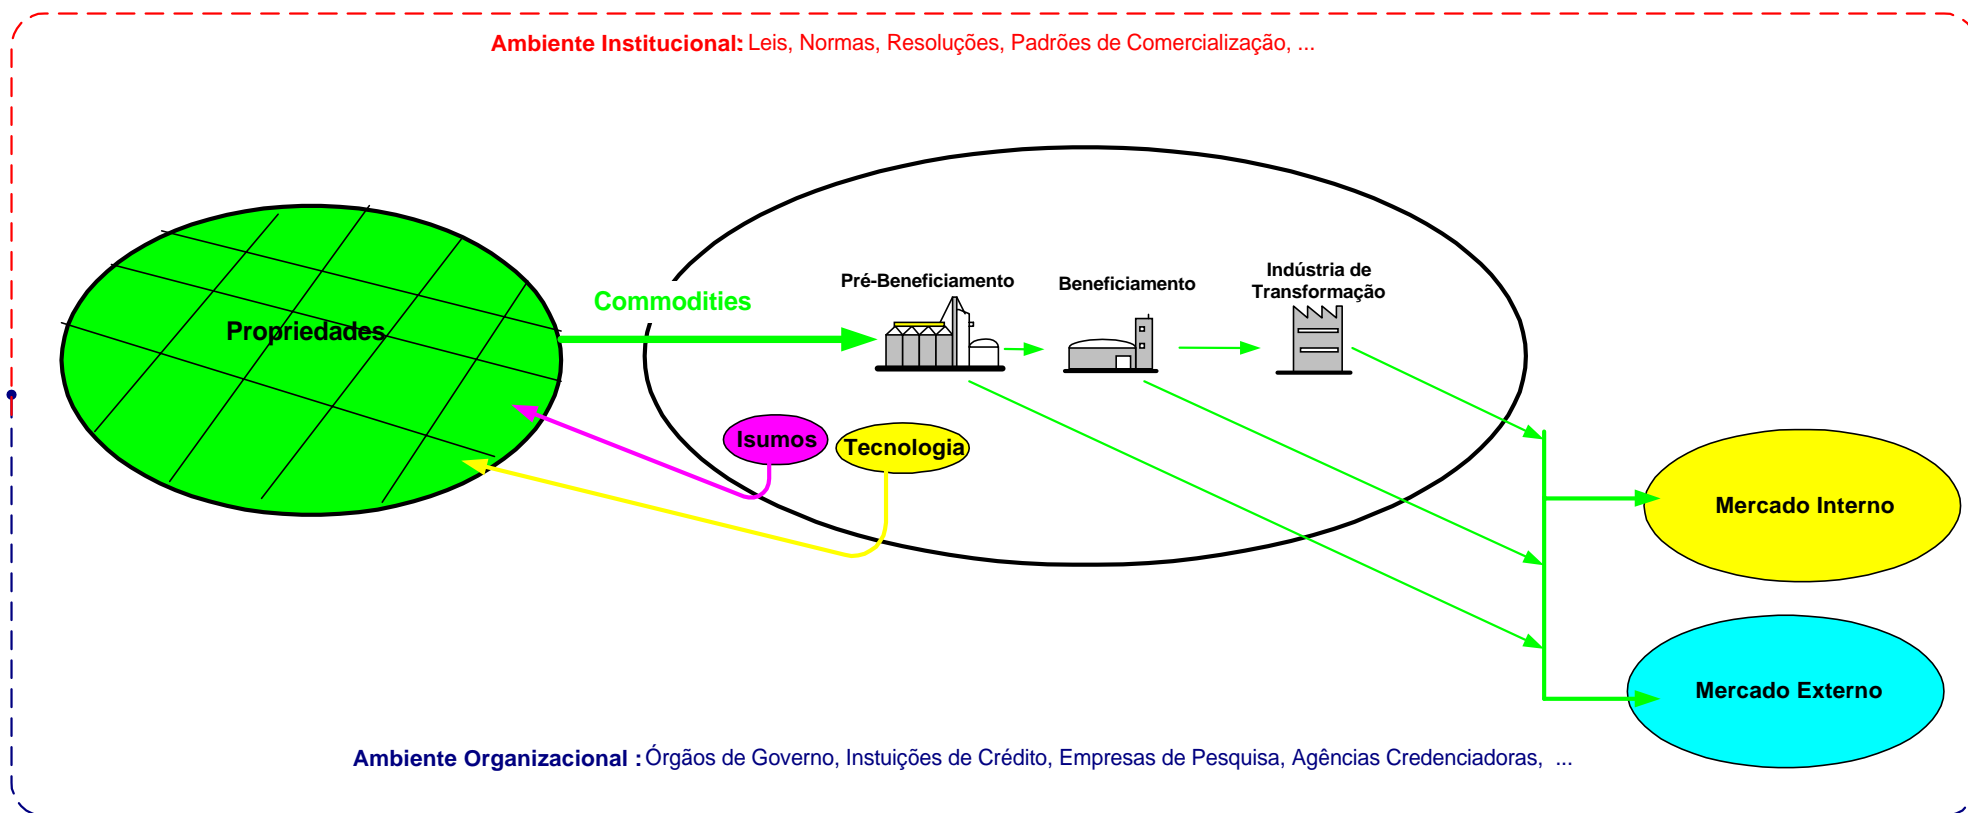 Ambiente Institucional: Leis, Normas, Resoluções, Padrões de Comercialização, ...
Indústria de
Transformação
Pré-Beneficiamento
Beneficiamento
Commodities
Propriedades
Isumos
Tecnologia
Mercado Interno
Mercado Externo
Ambiente Organizacional : Órgãos de Governo, Instuições de Crédito, Empresas de Pesquisa, Agências Credenciadoras, ...